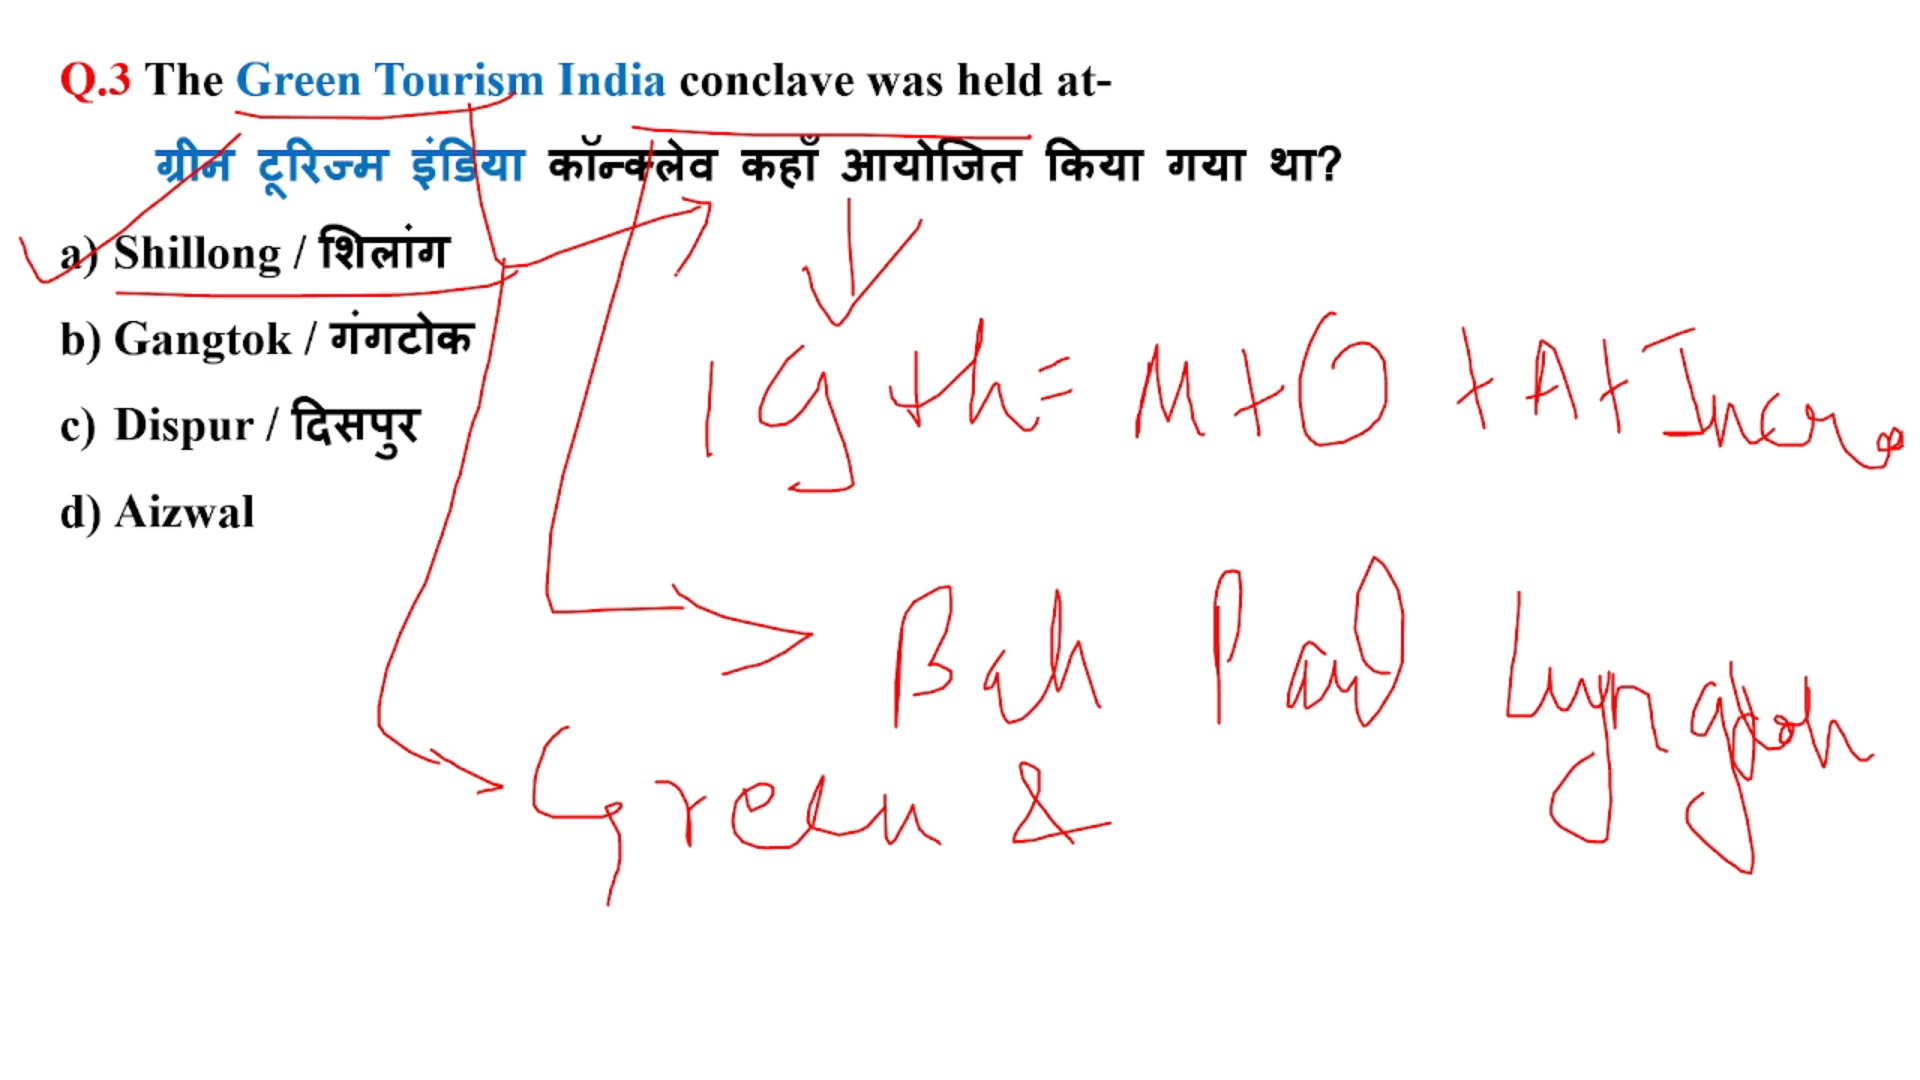 Q.3 The Green Tourism India conclave was held at-
ग्रीन टूरिज्म इंडिया कॉन्क्लेव कहाँ आयोजित किया गया था?
a) Shillong / शिलांग
b) Gangtok / गंगटोक
c) Dispur / दिसपुर
d) Aizwal
19th = M + O + A + Incr.
Bah Paul Lyngdoh
Green &